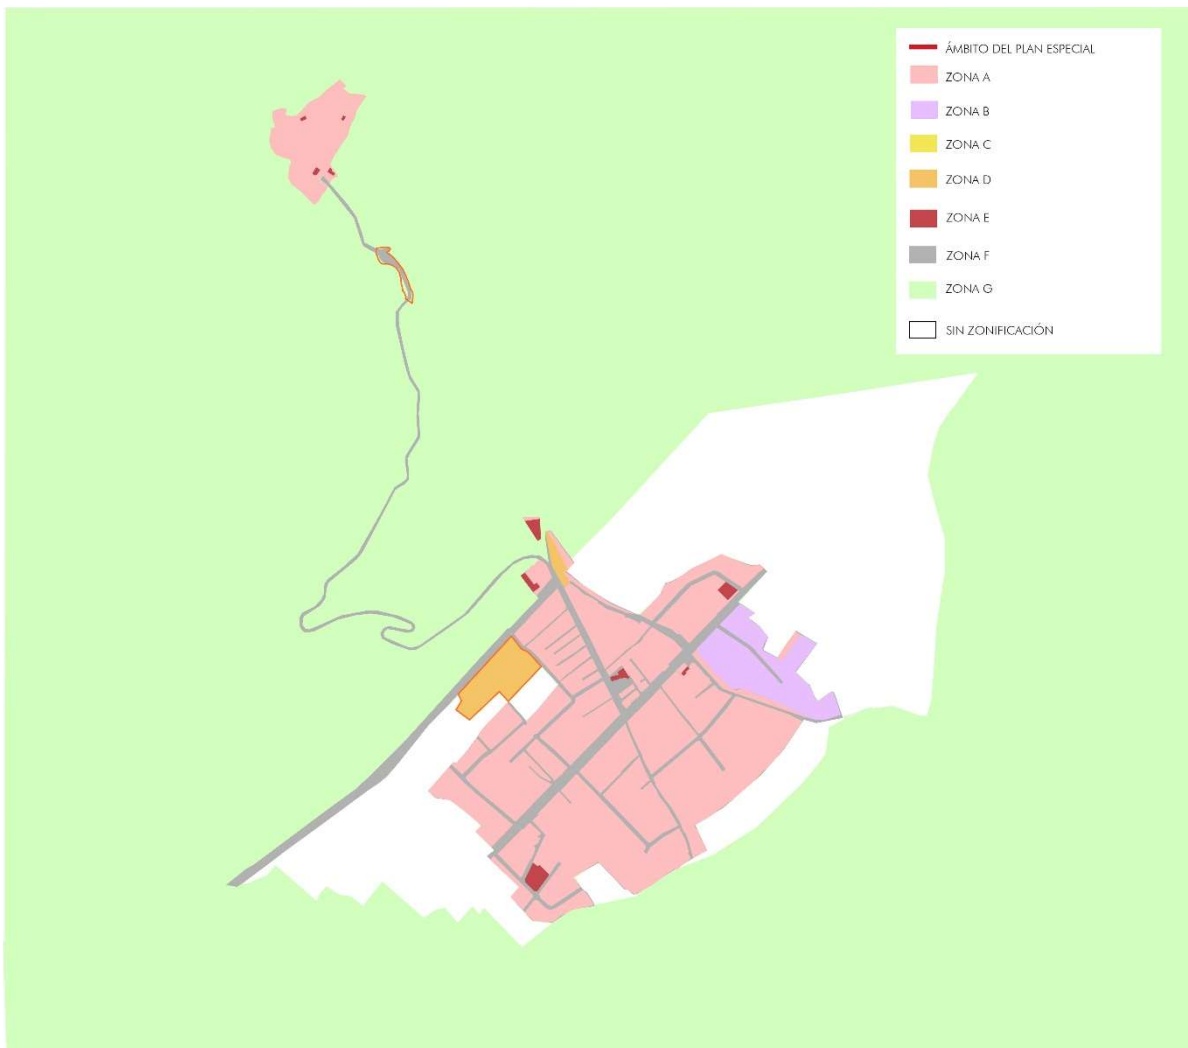 ÁMBITO DEL PLAN ESPECIAL
ZONA A
ZONA B
ZONA C
ZONA D
ZONA E
ZONA F
ZONA G
SIN ZONIFICACIÓN